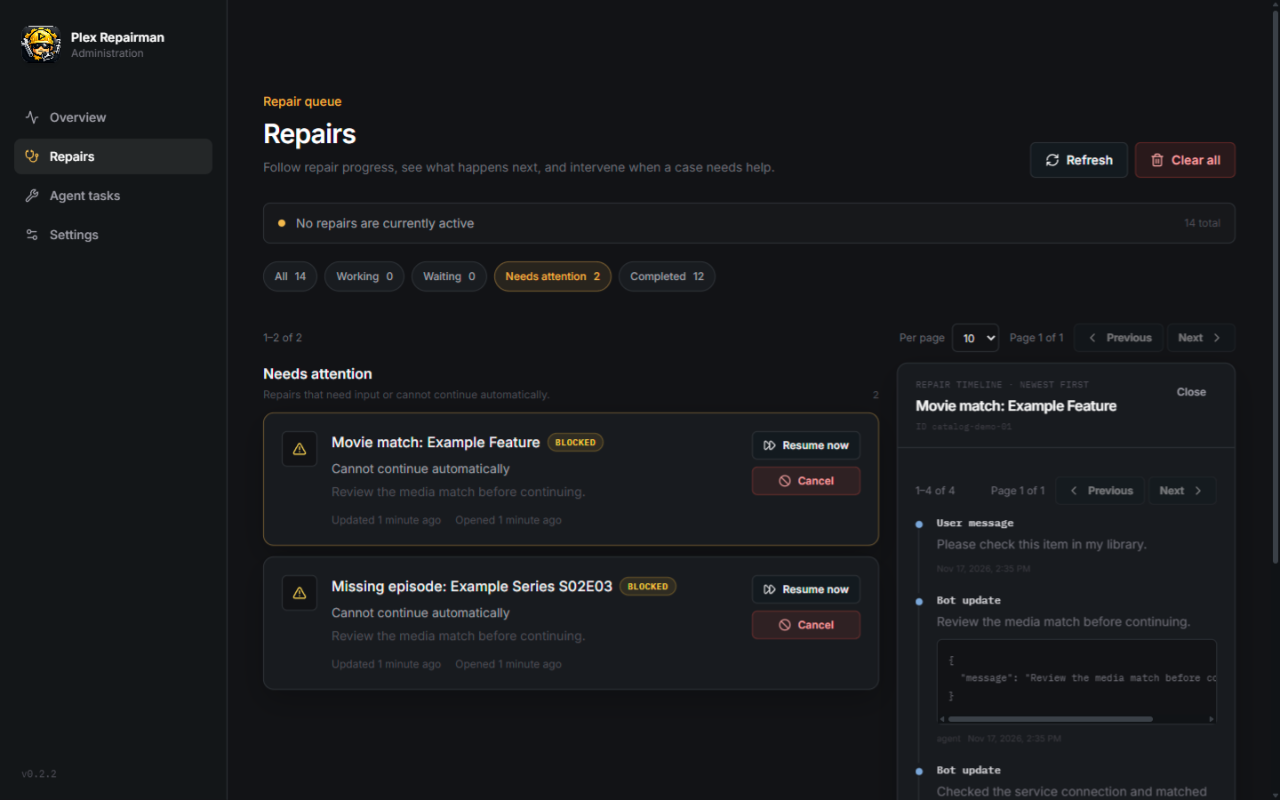 Plex Repairman
Administration
Overview
Repairs
Agent tasks
Settings
v0.2.2
Repair queue
Repairs
Follow repair progress, see what happens next, and intervene when a case needs help.
Refresh
Clear all
No repairs are currently active
14 total
All 14
Working 0
Waiting 0
Needs attention 2
Completed 12
1–2 of 2
Per page 10 Page 1 of 1 Previous Next
Needs attention
Repairs that need input or cannot continue automatically.
2
Movie match: Example Feature BLOCKED
Cannot continue automatically
Review the media match before continuing.
Updated 1 minute ago Opened 1 minute ago
Resume now
Cancel
Missing episode: Example Series S02E03 BLOCKED
Cannot continue automatically
Review the media match before continuing.
Updated 1 minute ago Opened 1 minute ago
Resume now
Cancel
REPAIR TIMELINE · NEWEST FIRST
Movie match: Example Feature
ID catalog-demo-01
Close
1–4 of 4 Page 1 of 1 Previous Next
User message
Please check this item in my library.
Nov 17, 2026, 2:35 PM
Bot update
Review the media match before continuing.
{
"message": "Review the media match before co
}
agent Nov 17, 2026, 2:35 PM
Bot update
Checked the service connection and matched